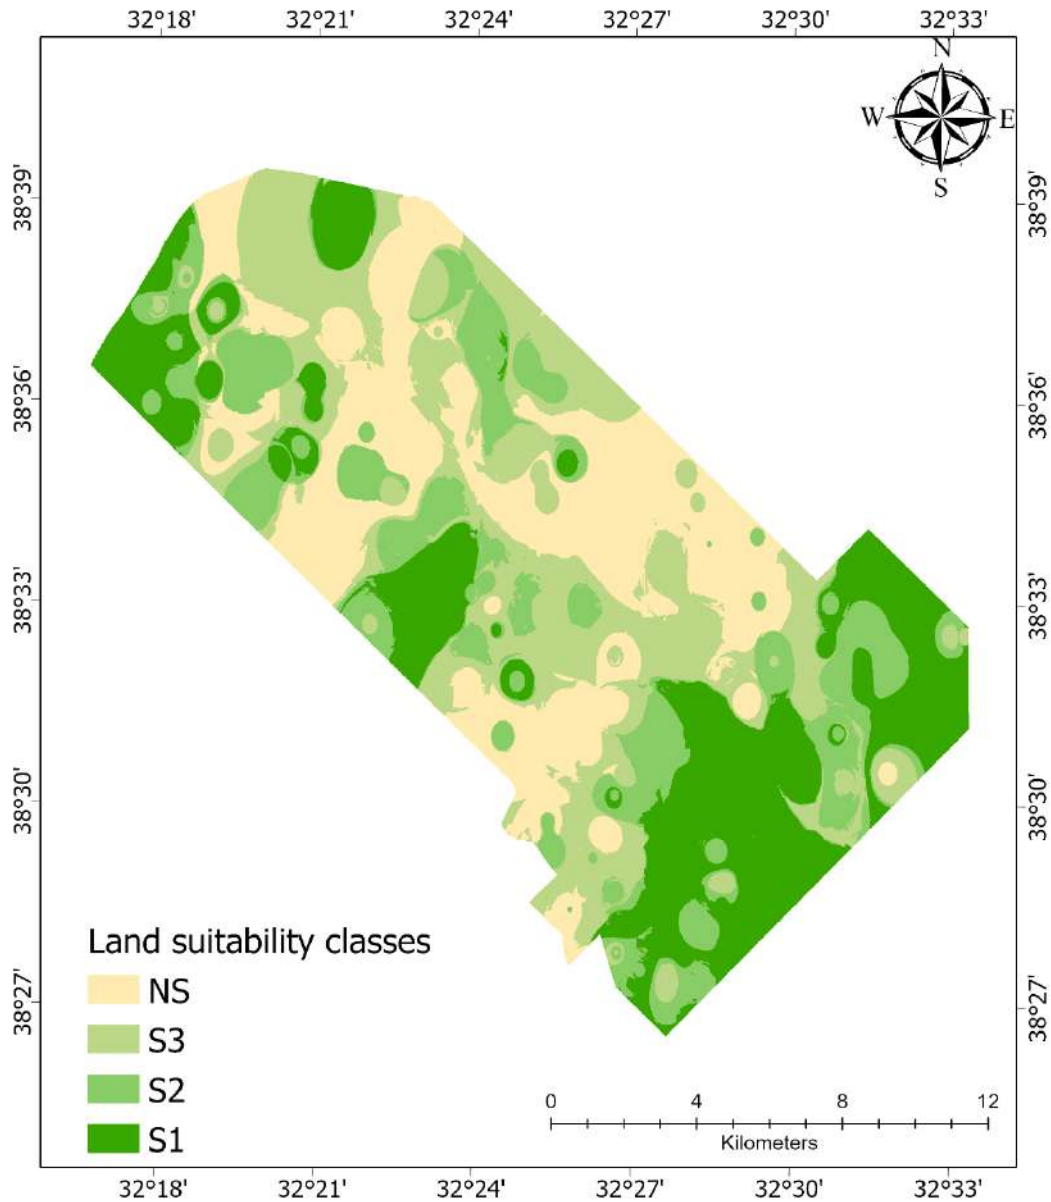 32°18' 32°21' 32°24' 32°27' 32°30' 32°33'
N
W E
S
38°39' 38°39'
38°36' 38°36'
38°33' 38°33'
38°30' 38°30'
38°27' 38°27'
Land suitability classes
NS
S3
S2
S1
0 4 8 12
Kilometers
32°18' 32°21' 32°24' 32°27' 32°30' 32°33'